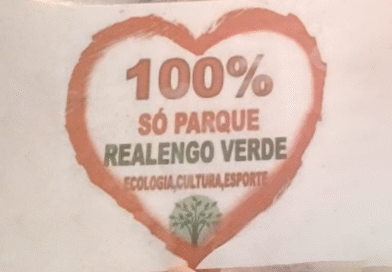 100%
SÓ PARQUE
REALENGO VERDE
ECOLOGIA,CULTURA,ESPORTE